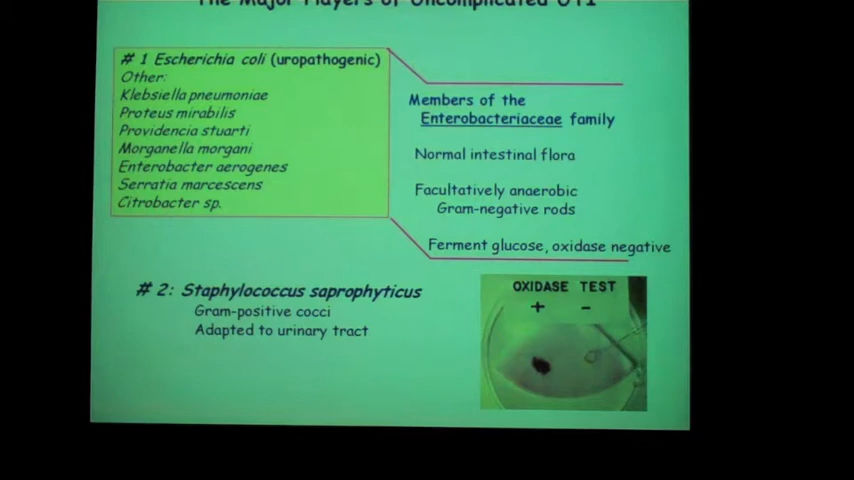 The Major Players of Uncomplicated UTI
# 1 Escherichia coli (uropathogenic)
Other:
Klebsiella pneumoniae
Proteus mirabilis
Providencia stuarti
Morganella morgani
Enterobacter aerogenes
Serratia marcescens
Citrobacter sp.
Members of the
Enterobacteriaceae family
Normal intestinal flora
Facultatively anaerobic
Gram-negative rods
Ferment glucose, oxidase negative
# 2: Staphylococcus saprophyticus
Gram-positive cocci
Adapted to urinary tract
OXIDASE TEST
+ -